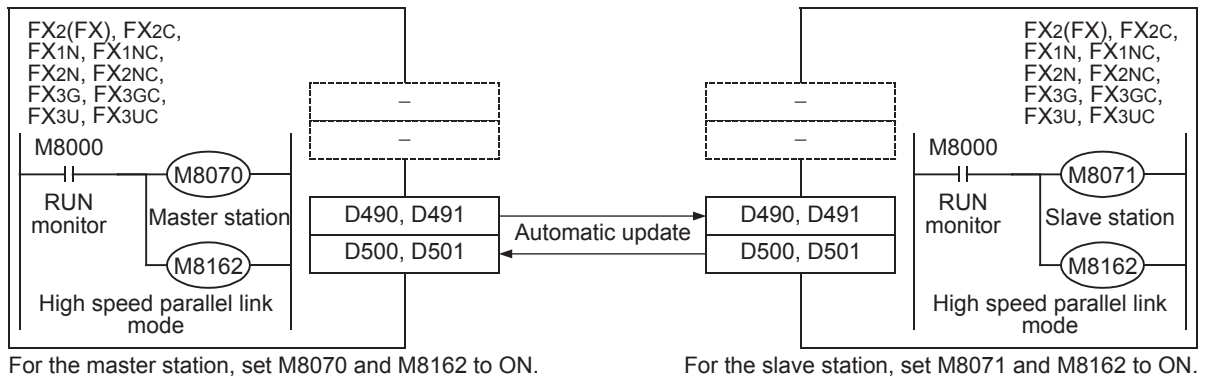 FX2(FX), FX2C,
FX1N, FX1NC,
FX2N, FX2NC,
FX3G, FX3GC,
FX3U, FX3UC
M8000
M8070
RUN
monitor
Master station
M8162
High speed parallel link
mode
–
–
D490, D491
D500, D501
Automatic update
–
–
D490, D491
D500, D501
FX2(FX), FX2C,
FX1N, FX1NC,
FX2N, FX2NC,
FX3G, FX3GC,
FX3U, FX3UC
M8000
M8071
RUN
monitor
Slave station
M8162
High speed parallel link
mode
For the master station, set M8070 and M8162 to ON.
For the slave station, set M8071 and M8162 to ON.